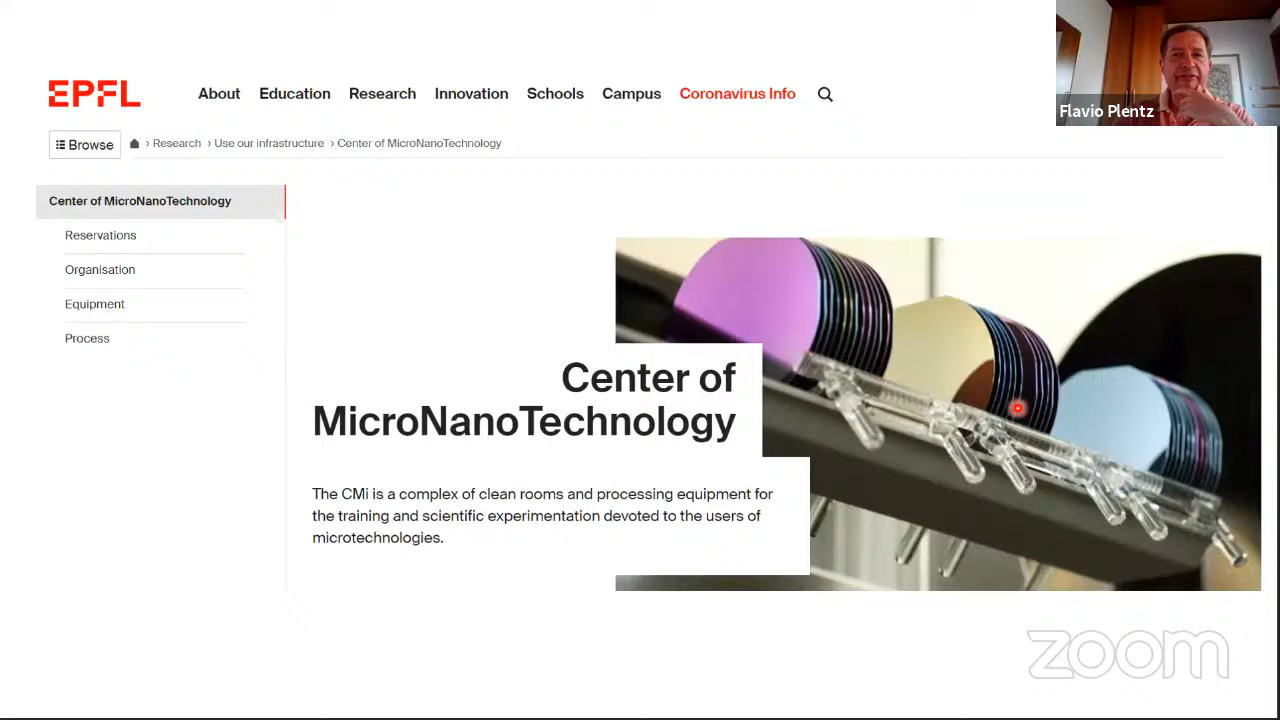 EPFL
About Education Research Innovation Schools Campus Coronavirus Info
Flavio Plentz
Browse › Research › Use our infrastructure › Center of MicroNanoTechnology
Center of MicroNanoTechnology
Reservations
Organisation
Equipment
Process
Center of
MicroNanoTechnology
The CMi is a complex of clean rooms and processing equipment for
the training and scientific experimentation devoted to the users of
microtechnologies.
zoom